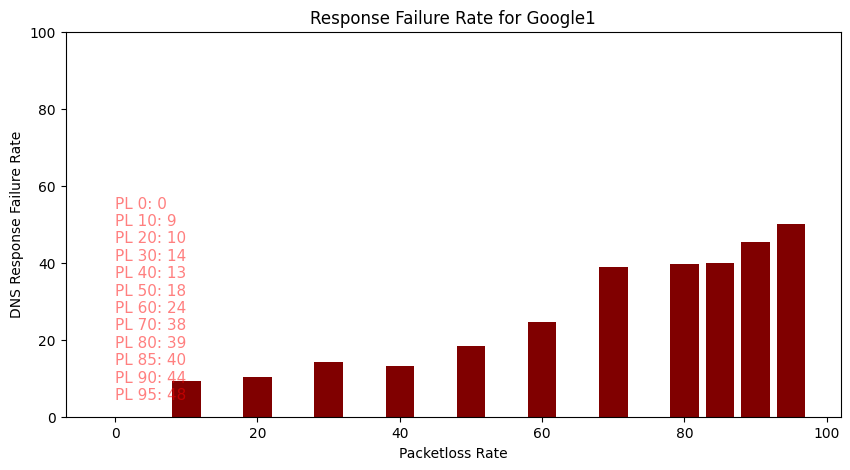 Response Failure Rate for Google1
100
80
60
40
20
0
DNS Response Failure Rate
PL 0: 0
PL 10: 9
PL 20: 10
PL 30: 14
PL 40: 13
PL 50: 18
PL 60: 24
PL 70: 38
PL 80: 39
PL 85: 40
PL 90: 44
PL 95: 48
0 20 40 60 80 100
Packetloss Rate